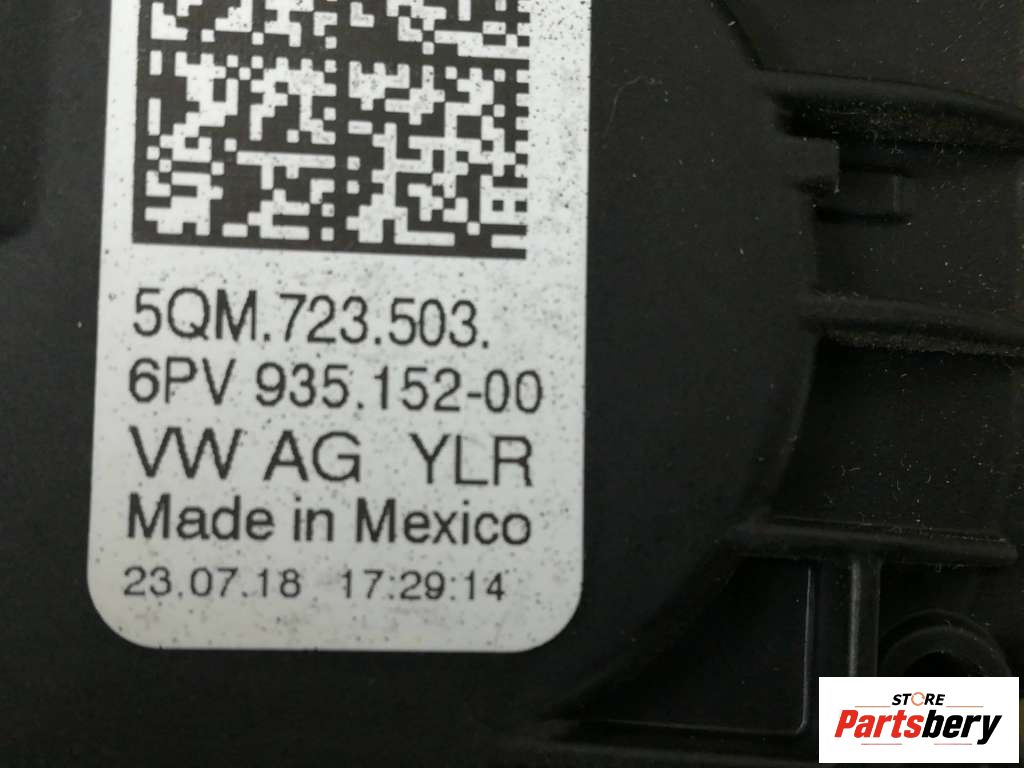 5QM.723.503.
6PV 935.152-00
VW AG YLR
Made in Mexico
23.07.18 17:29:14
STORE
Partsbery